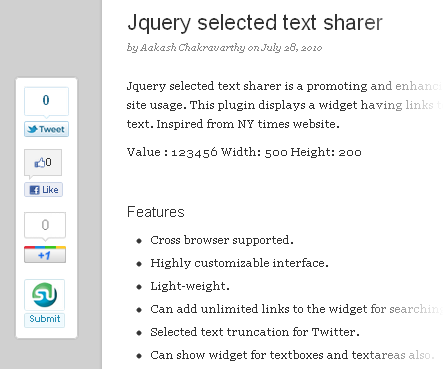 Jquery selected text sharer
by Aakash Chakravarthy on July 28, 2010
Jquery selected text sharer is a promoting and enhanc
site usage. This plugin displays a widget having links t
text. Inspired from NY times website.
Value : 123456 Width: 500 Height: 200
Features
Cross browser supported.
Highly customizable interface.
Light-weight.
Can add unlimited links to the widget for searching
Selected text truncation for Twitter.
Can show widget for textboxes and textareas also.
0
Tweet
0
Like
0
+1
Submit